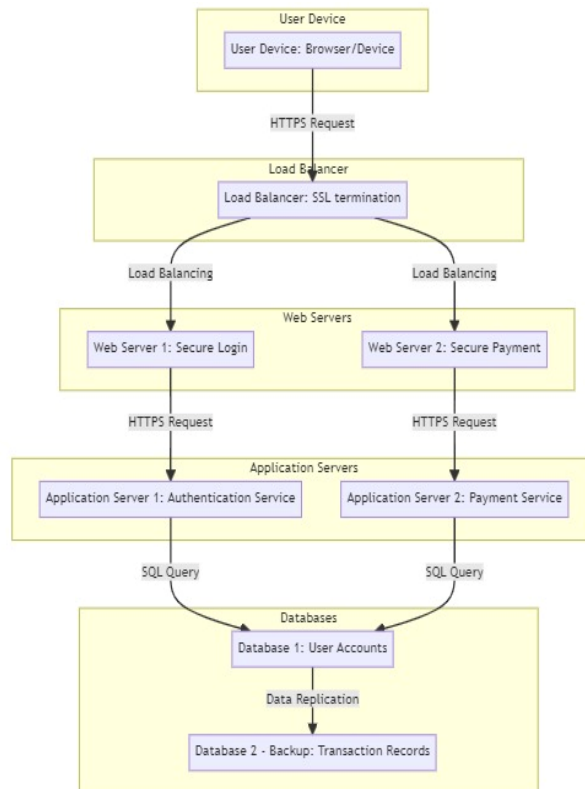 User Device
User Device: Browser/Device
HTTPS Request
Load Balancer
Load Balancer: SSL termination
Load Balancing
Load Balancing
Web Servers
Web Server 1: Secure Login
Web Server 2: Secure Payment
HTTPS Request
HTTPS Request
Application Servers
Application Server 1: Authentication Service
Application Server 2: Payment Service
SQL Query
SQL Query
Databases
Database 1: User Accounts
Data Replication
Database 2 - Backup: Transaction Records